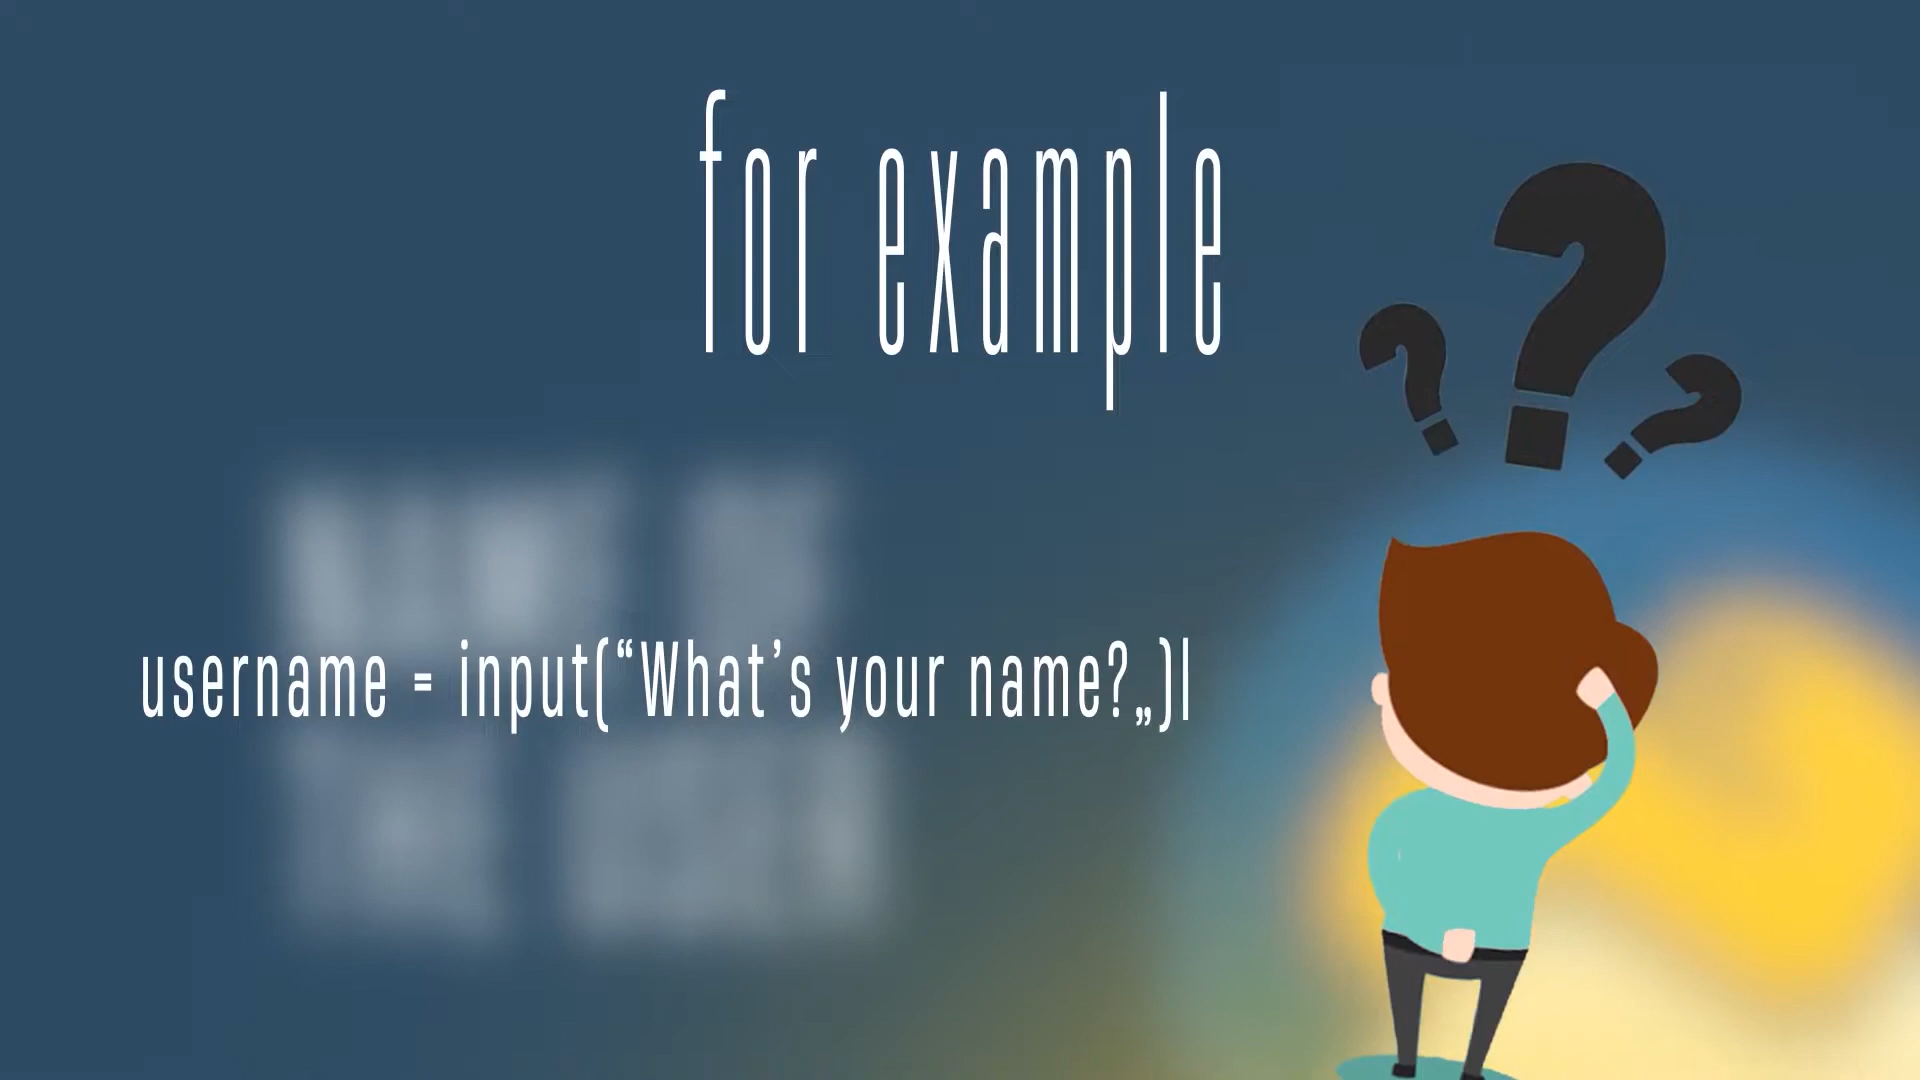 for example
username = input(“What’s your name?„)|